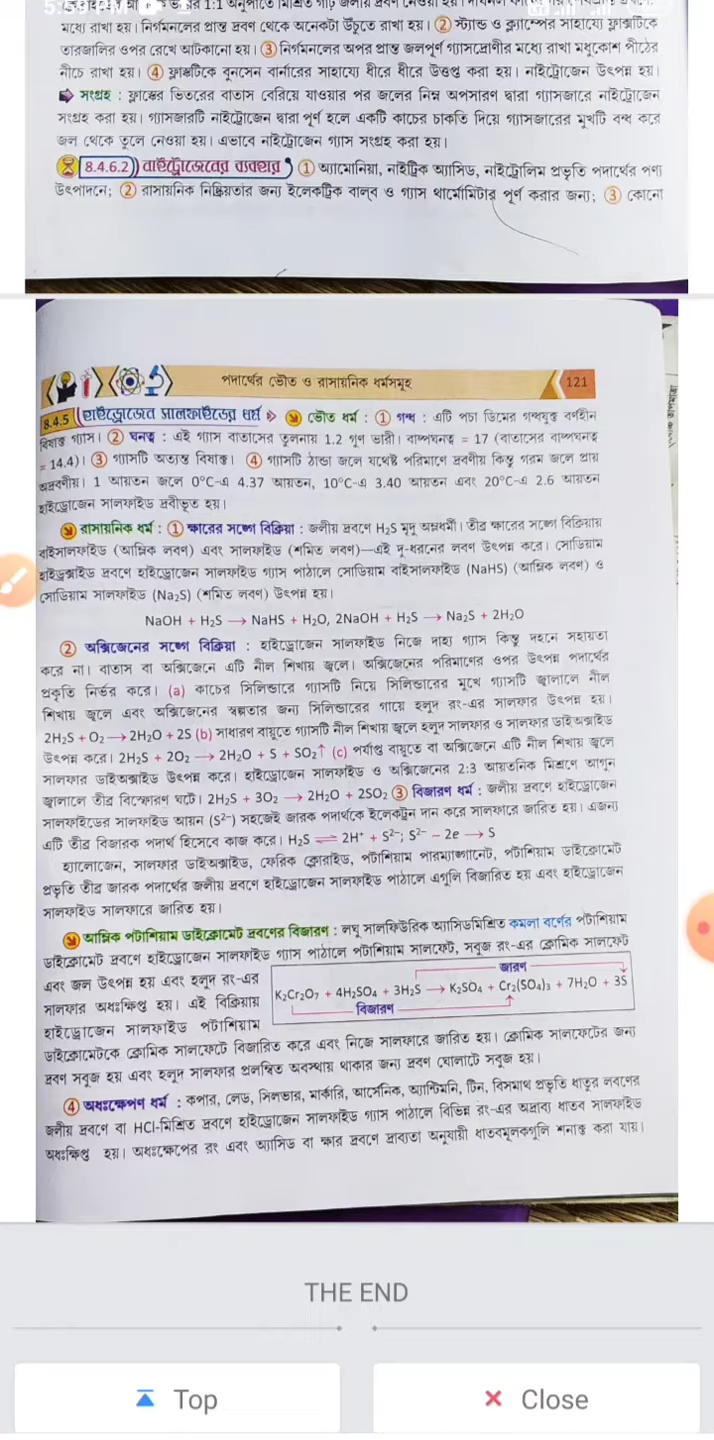 5:59 PM
মধ্যে রাখা হয়। নির্গমনলের প্রান্ত দ্রবণ থেকে অনেকটা উঁচুতে রাখা হয়। ② স্ট্যান্ড ও ক্ল্যাম্পের সাহায্যে ফ্লাস্কটিকে
তারজালির ওপর রেখে আটকানো হয়। ③ নির্গমনলের অপর প্রান্ত জলপূর্ণ গ্যাসদ্রোণীর মধ্যে রাখা মধুকোশ পীঠের
নীচে রাখা হয়। ④ ফ্লাস্কটিকে বুনসেন বার্নারের সাহায্যে ধীরে ধীরে উত্তপ্ত করা হয়। নাইট্রোজেন উৎপন্ন হয়।
সংগ্রহ : ফ্লাস্কের ভিতরের বাতাস বেরিয়ে যাওয়ার পর জলের নিম্ন অপসারণ দ্বারা গ্যাসজারে নাইট্রোজেন
সংগ্রহ করা হয়। গ্যাসজারটি নাইট্রোজেন দ্বারা পূর্ণ হলে একটি কাচের চাকতি দিয়ে গ্যাসজারের মুখটি বন্ধ করে
জল থেকে তুলে নেওয়া হয়। এভাবে নাইট্রোজেন গ্যাস সংগ্রহ করা হয়।
8.4.6.2 নাইট্রোজেনের ব্যবহার ① অ্যামোনিয়া, নাইট্রিক অ্যাসিড, নাইট্রোলিম প্রভৃতি পদার্থের পণ্য
উৎপাদনে; ② রাসায়নিক নিষ্ক্রিয়তার জন্য ইলেকট্রিক বাল্ব ও গ্যাস থার্মোমিটার পূর্ণ করার জন্য; ③ কোনো
পদার্থের ভৌত ও রাসায়নিক ধর্মসমূহ 121
8.4.5 হাইড্রোজেন সালফাইডের ধর্ম ভৌত ধর্ম : ① গন্ধ : এটি পচা ডিমের গন্ধযুক্ত বর্ণহীন
বিষাক্ত গ্যাস। ② ঘনত্ব : এই গ্যাস বাতাসের তুলনায় 1.2 গুণ ভারী। বাষ্পঘনত্ব = 17 (বাতাসের বাষ্পঘনত্ব
= 14.4)। ③ গ্যাসটি অত্যন্ত বিষাক্ত। ④ গ্যাসটি ঠান্ডা জলে যথেষ্ট পরিমাণে দ্রবণীয় কিন্তু গরম জলে প্রায়
অদ্রবণীয়। 1 আয়তন জলে 0°C-এ 4.37 আয়তন, 10°C-এ 3.40 আয়তন এবং 20°C-এ 2.6 আয়তন
হাইড্রোজেন সালফাইড দ্রবীভূত হয়।
রাসায়নিক ধর্ম : ① ক্ষারের সঙ্গে বিক্রিয়া : জলীয় দ্রবণে H₂S মৃদু অম্লধর্মী। তীব্র ক্ষারের সঙ্গে বিক্রিয়ায়
বাইসালফাইড (আম্লিক লবণ) এবং সালফাইড (শমিত লবণ)—এই দু-ধরনের লবণ উৎপন্ন করে। সোডিয়াম
হাইড্রক্সাইড দ্রবণে হাইড্রোজেন সালফাইড গ্যাস পাঠালে সোডিয়াম বাইসালফাইড (NaHS) (আম্লিক লবণ) ও
সোডিয়াম সালফাইড (Na₂S) (শমিত লবণ) উৎপন্ন হয়।
NaOH + H₂S → NaHS + H₂O, 2NaOH + H₂S → Na₂S + 2H₂O
② অক্সিজেনের সঙ্গে বিক্রিয়া : হাইড্রোজেন সালফাইড নিজে দাহ্য গ্যাস কিন্তু দহনে সহায়তা
করে না। বাতাস বা অক্সিজেনে এটি নীল শিখায় জ্বলে। অক্সিজেনের পরিমাণের ওপর উৎপন্ন পদার্থের
প্রকৃতি নির্ভর করে। (a) কাচের সিলিন্ডারে গ্যাসটি নিয়ে সিলিন্ডারের মুখে গ্যাসটি জ্বালালে নীল
শিখায় জ্বলে এবং অক্সিজেনের স্বল্পতার জন্য সিলিন্ডারের গায়ে হলুদ রং-এর সালফার উৎপন্ন হয়।
2H₂S + O₂ → 2H₂O + 2S (b) সাধারণ বায়ুতে গ্যাসটি নীল শিখায় জ্বলে হলুদ সালফার ও সালফার ডাইঅক্সাইড
উৎপন্ন করে। 2H₂S + 2O₂ → 2H₂O + S + SO₂↑ (c) পর্যাপ্ত বায়ুতে বা অক্সিজেনে এটি নীল শিখায় জ্বলে
সালফার ডাইঅক্সাইড উৎপন্ন করে। হাইড্রোজেন সালফাইড ও অক্সিজেনের 2:3 আয়তনিক মিশ্রণে আগুন
জ্বালালে তীব্র বিস্ফোরণ ঘটে। 2H₂S + 3O₂ → 2H₂O + 2SO₂ ③ বিজারণ ধর্ম : জলীয় দ্রবণে হাইড্রোজেন
সালফাইডের সালফাইড আয়ন (S²⁻) সহজেই জারক পদার্থকে ইলেকট্রন দান করে সালফারে জারিত হয়। এজন্য
এটি তীব্র বিজারক পদার্থ হিসেবে কাজ করে। H₂S ⇌ 2H⁺ + S²⁻; S²⁻ − 2e → S
হ্যালোজেন, সালফার ডাইঅক্সাইড, ফেরিক ক্লোরাইড, পটাশিয়াম পারম্যাঙ্গানেট, পটাশিয়াম ডাইক্রোমেট
প্রভৃতি তীব্র জারক পদার্থের জলীয় দ্রবণে হাইড্রোজেন সালফাইড পাঠালে এগুলি বিজারিত হয় এবং হাইড্রোজেন
সালফাইড সালফারে জারিত হয়।
আম্লিক পটাশিয়াম ডাইক্রোমেট দ্রবণের বিজারণ : লঘু সালফিউরিক অ্যাসিডমিশ্রিত কমলা বর্ণের পটাশিয়াম
ডাইক্রোমেট দ্রবণে হাইড্রোজেন সালফাইড গ্যাস পাঠালে পটাশিয়াম সালফেট, সবুজ রং-এর ক্রোমিক সালফেট
এবং জল উৎপন্ন হয় এবং হলুদ রং-এর
সালফার অধঃক্ষিপ্ত হয়। এই বিক্রিয়ায়
হাইড্রোজেন সালফাইড পটাশিয়াম
জারণ
K₂Cr₂O₇ + 4H₂SO₄ + 3H₂S → K₂SO₄ + Cr₂(SO₄)₃ + 7H₂O + 3S
বিজারণ
ডাইক্রোমেটকে ক্রোমিক সালফেটে বিজারিত করে এবং নিজে সালফারে জারিত হয়। ক্রোমিক সালফেটের জন্য
দ্রবণ সবুজ হয় এবং হলুদ সালফার প্রলম্বিত অবস্থায় থাকার জন্য দ্রবণ ঘোলাটে সবুজ হয়।
④ অধঃক্ষেপণ ধর্ম : কপার, লেড, সিলভার, মার্কারি, আর্সেনিক, অ্যান্টিমনি, টিন, বিসমাথ প্রভৃতি ধাতুর লবণের
জলীয় দ্রবণে বা HCl-মিশ্রিত দ্রবণে হাইড্রোজেন সালফাইড গ্যাস পাঠালে বিভিন্ন রং-এর অদ্রাব্য ধাতব সালফাইড
অধঃক্ষিপ্ত হয়। অধঃক্ষেপের রং এবং অ্যাসিড বা ক্ষার দ্রবণে দ্রাব্যতা অনুযায়ী ধাতবমূলকগুলি শনাক্ত করা যায়।
THE END
Top
Close